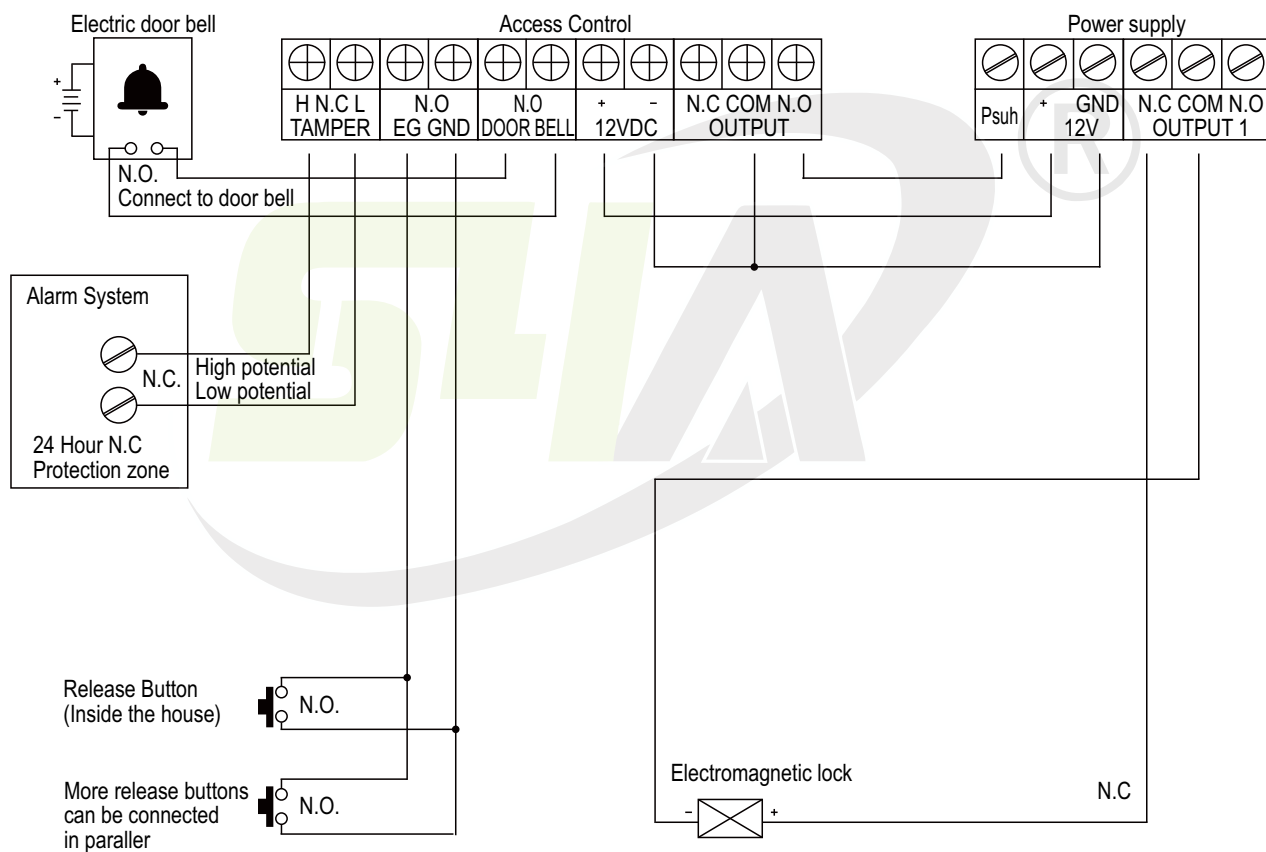 Electric door bell
Access Control
Power supply
+
−
H N.C L
TAMPER
N.O
EG GND
N.O
DOOR BELL
+ −
12VDC
N.C COM N.O
OUTPUT
Psuh
+ GND
12V
N.C COM N.O
OUTPUT 1
N.O.
Connect to door bell
S4A
®
Alarm System
N.C.
High potential
Low potential
24 Hour N.C
Protection zone
Release Button
(Inside the house)
N.O.
More release buttons
can be connected
in paraller
N.O.
Electromagnetic lock
− +
N.C